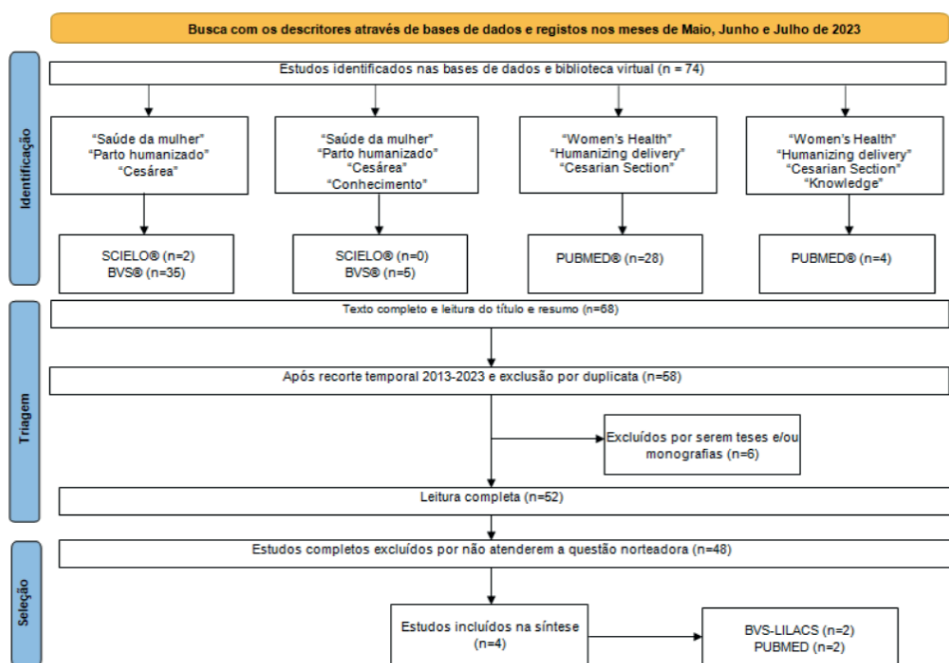 Busca com os descritores através de bases de dados e registos nos meses de Maio, Junho e Julho de 2023
Identificação
Estudos identificados nas bases de dados e biblioteca virtual (n = 74)
“Saúde da mulher”
“Parto humanizado”
“Cesárea”
“Saúde da mulher”
“Parto humanizado”
“Cesárea”
“Conhecimento”
“Women’s Health”
“Humanizing delivery”
“Cesarian Section”
“Women’s Health”
“Humanizing delivery”
“Cesarian Section”
“Knowledge”
SCIELO® (n=2)
BVS® (n=35)
SCIELO® (n=0)
BVS® (n=5)
PUBMED® (n=28)
PUBMED® (n=4)
Triagem
Texto completo e leitura do título e resumo (n=68)
Após recorte temporal 2013-2023 e exclusão por duplicata (n=58)
Excluídos por serem teses e/ou
monografias (n=6)
Leitura completa (n=52)
Seleção
Estudos completos excluídos por não atenderem a questão norteadora (n=48)
Estudos incluídos na síntese
(n=4)
BVS-LILACS (n=2)
PUBMED (n=2)